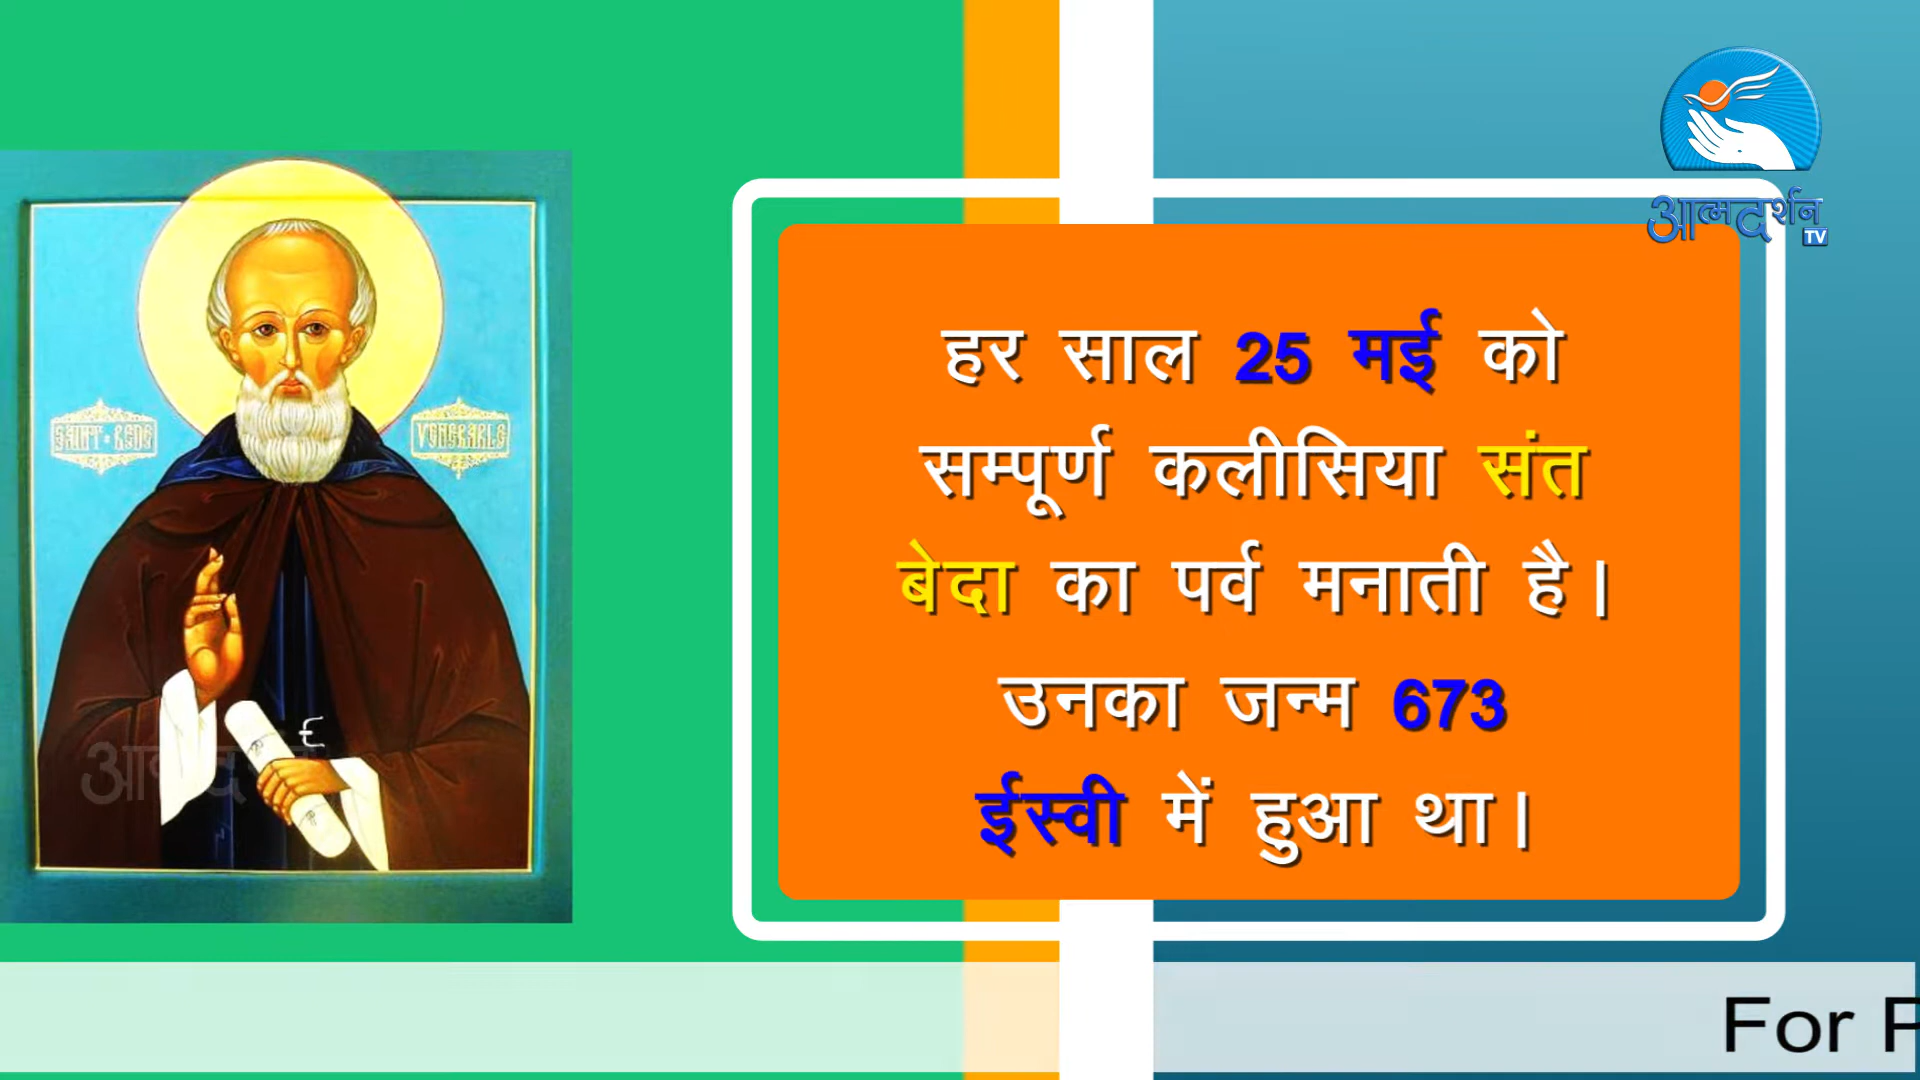 आत्मदर्शन
TV
SAINT BEDE
VENERABLE
हर साल 25 मई को
सम्पूर्ण कलीसिया संत
बेदा का पर्व मनाती है।
उनका जन्म 673
ईस्वी में हुआ था।
For